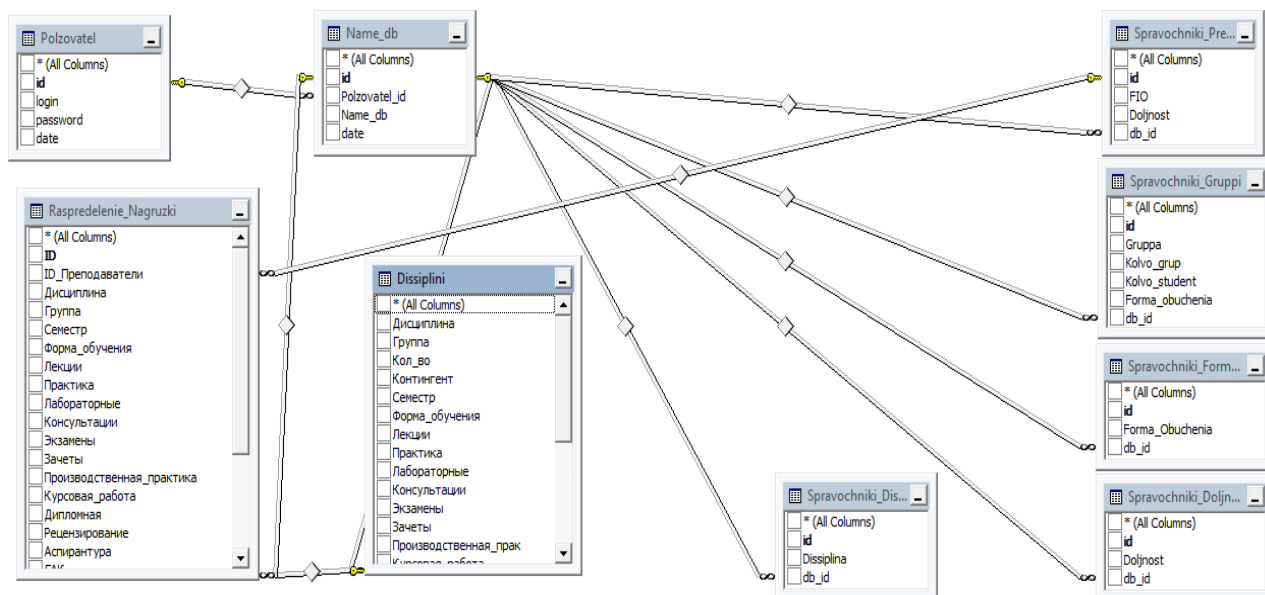 Polzovatel
* (All Columns)
id
login
password
date
Name_db
* (All Columns)
id
Polzovatel_id
Name_db
date
Spravochniki_Pre...
* (All Columns)
id
FIO
Doljnost
db_id
Raspredelenie_Nagruzki
* (All Columns)
ID
ID_Преподаватели
Дисциплина
Группа
Семестр
Форма_обучения
Лекции
Практика
Лабораторные
Консультации
Экзамены
Зачеты
Производственная_практика
Курсовая_работа
Дипломная
Рецензирование
Аспирантура
Dissiplini
* (All Columns)
Дисциплина
Группа
Кол_во
Контингент
Семестр
Форма_обучения
Лекции
Практика
Лабораторные
Консультации
Экзамены
Зачеты
Производственная_прак
Курсовая_работа
Spravochniki_Gruppi
* (All Columns)
id
Gruppa
Kolvo_grup
Kolvo_student
Forma_obuchenia
db_id
Spravochniki_Form...
* (All Columns)
id
Forma_Obuchenia
db_id
Spravochniki_Dis...
* (All Columns)
id
Dissiplina
db_id
Spravochniki_Doljn...
* (All Columns)
id
Doljnost
db_id